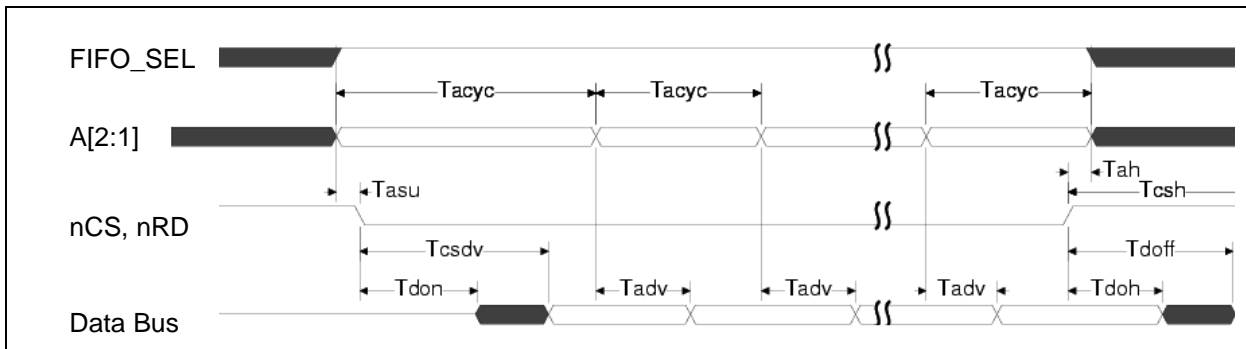 FIFO_SEL
Tacyc Tacyc Tacyc
A[2:1]
Tah
Tasu Tcsh
nCS, nRD
Tcsdv Tdoff
Tdon Tadv Tadv Tadv Tdoh
Data Bus